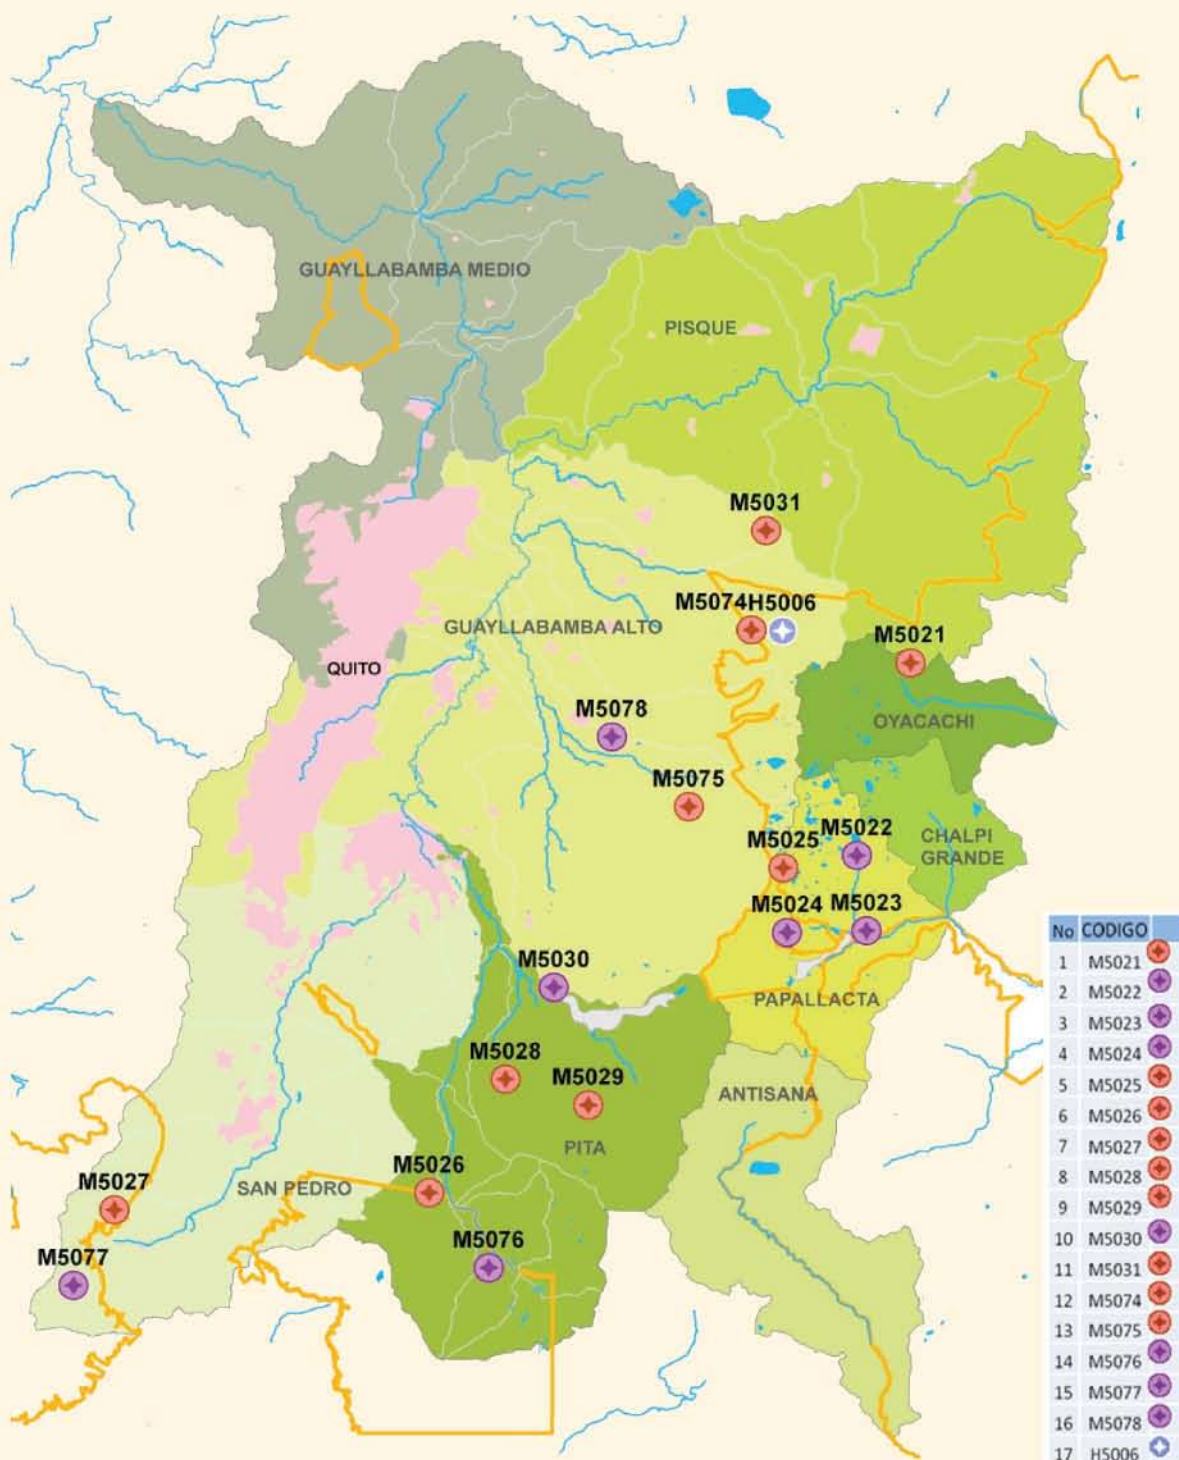 GUAYLLABAMBA MEDIO
PISQUE
M5031
M5074H5006
GUAYLLABAMBA ALTO
M5021
QUITO
M5078
OYACACHI
M5075
M5025
M5022
CHALPI
GRANDE
M5024
M5023
M5030
PAPALLACTA
M5028
M5029
ANTISANA
PITA
M5026
M5027
SAN PEDRO
M5076
M5077
No CODIGO
1 M5021
2 M5022
3 M5023
4 M5024
5 M5025
6 M5026
7 M5027
8 M5028
9 M5029
10 M5030
11 M5031
12 M5074
13 M5075
14 M5076
15 M5077
16 M5078
17 H5006